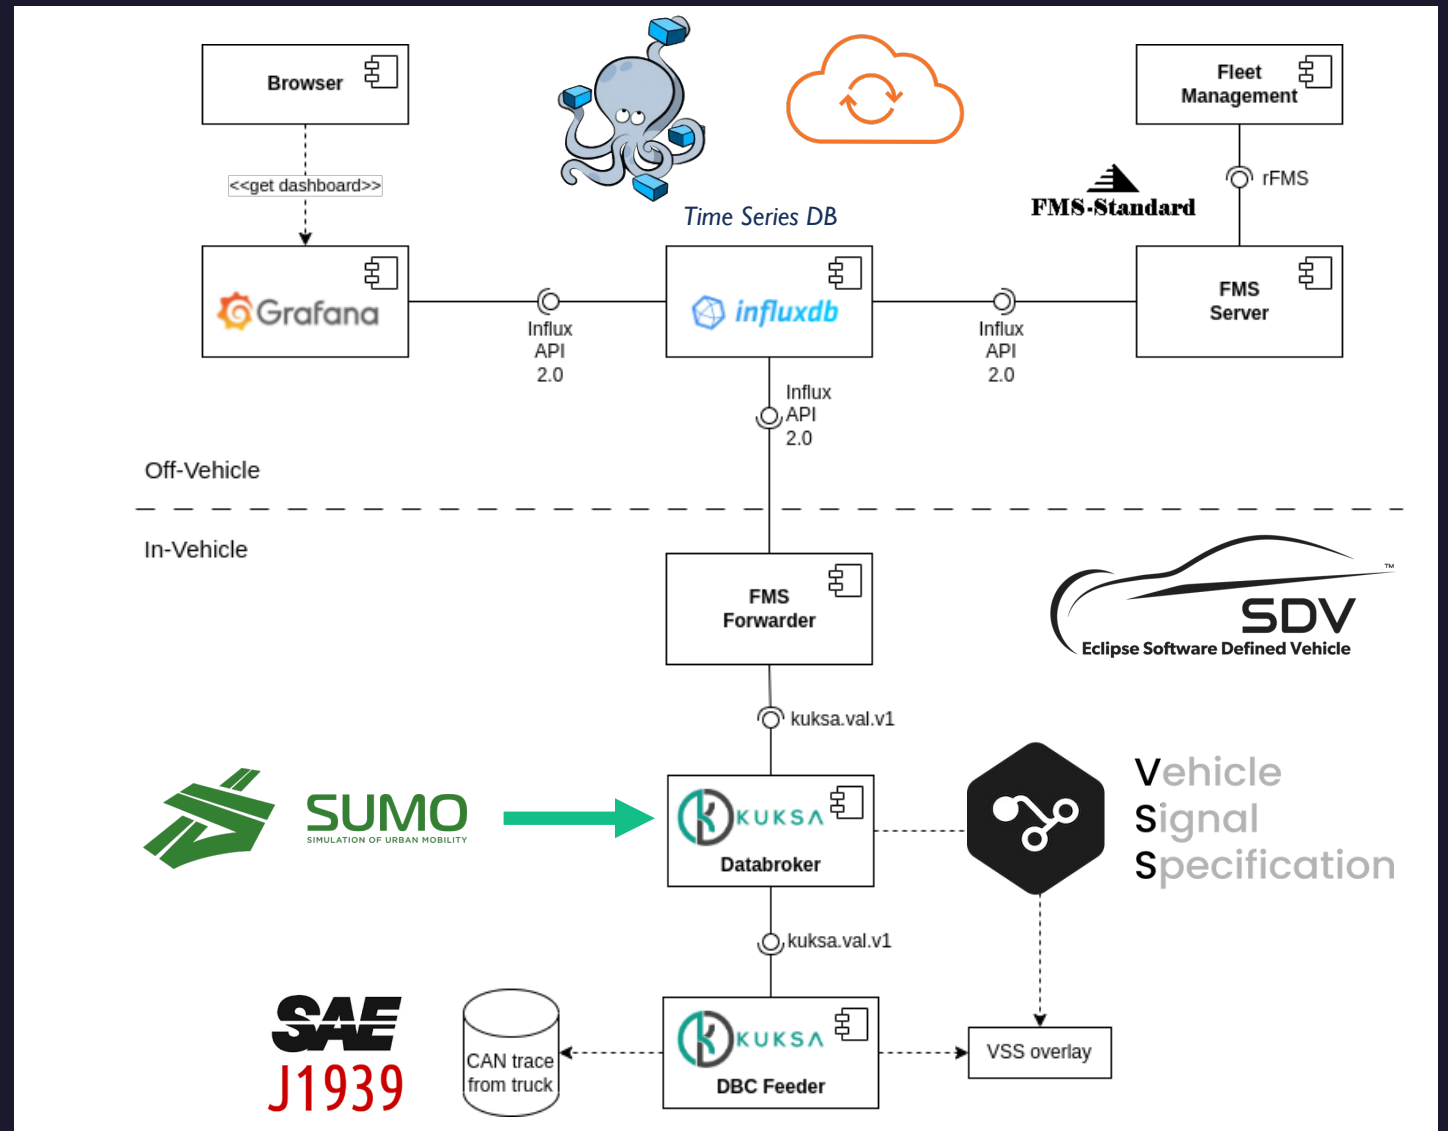 Browser
Fleet
Management
<<get dashboard>>
rFMS
FMS-Standard
Time Series DB
Grafana
influxdb
FMS
Server
Influx
API
2.0
Influx
API
2.0
Influx
API
2.0
Off-Vehicle
In-Vehicle
FMS
Forwarder
SDV
TM
Eclipse Software Defined Vehicle
kuksa.val.v1
SUMO
SIMULATION OF URBAN MOBILITY
KUKSA
Databroker
Vehicle
Signal
Specification
kuksa.val.v1
SAE
J1939
CAN trace
from truck
KUKSA
DBC Feeder
VSS overlay